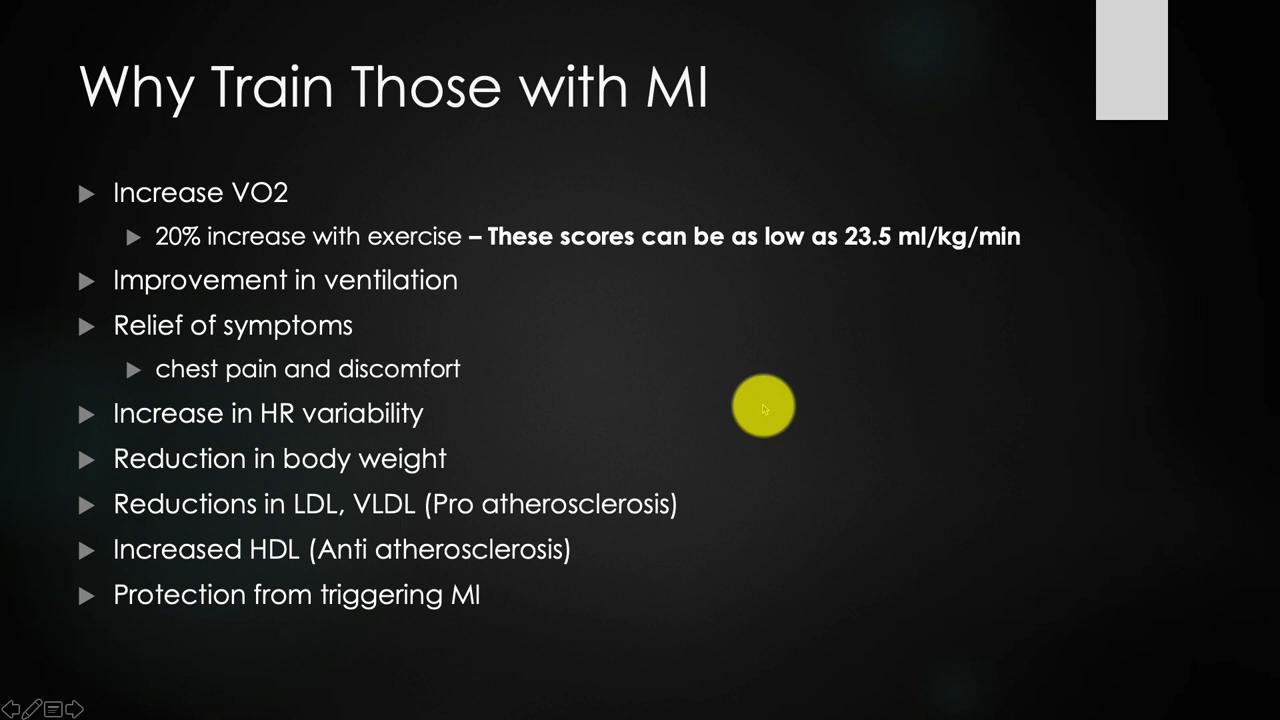 Why Train Those with MI
Increase VO2
20% increase with exercise – These scores can be as low as 23.5 ml/kg/min
Improvement in ventilation
Relief of symptoms
chest pain and discomfort
Increase in HR variability
Reduction in body weight
Reductions in LDL, VLDL (Pro atherosclerosis)
Increased HDL (Anti atherosclerosis)
Protection from triggering MI